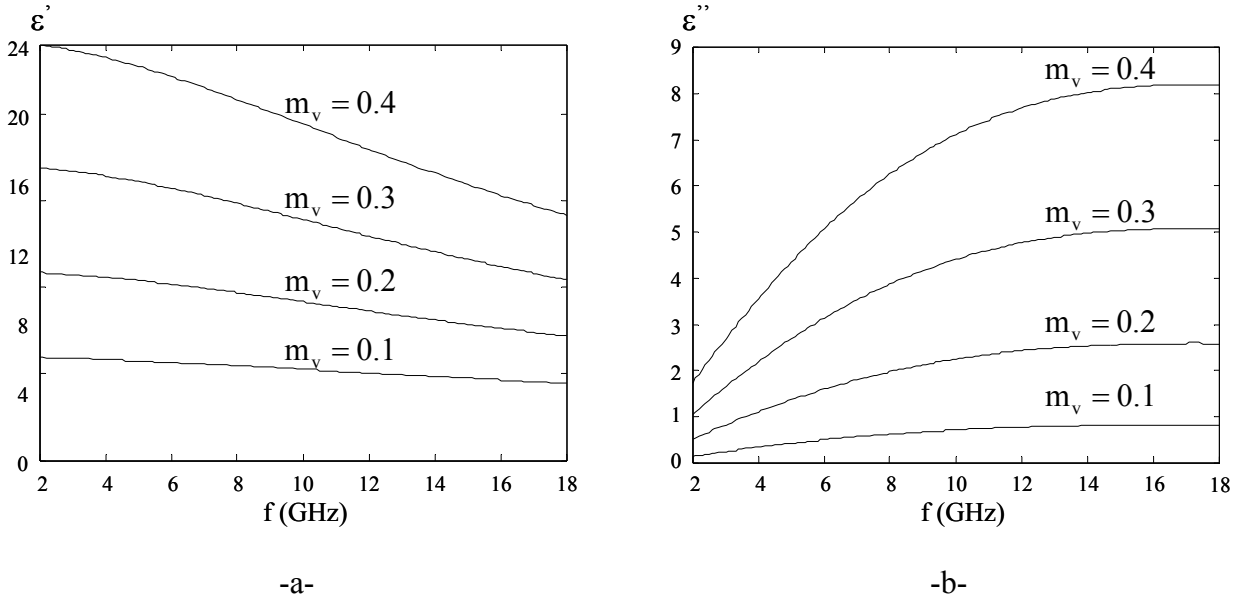 ε'
24
20
16
12
8
4
0
m_v = 0.4
m_v = 0.3
m_v = 0.2
m_v = 0.1
2 4 6 8 10 12 14 16 18
f (GHz)
-a-
ε''
9
8
7
6
5
4
3
2
1
0
m_v = 0.4
m_v = 0.3
m_v = 0.2
m_v = 0.1
2 4 6 8 10 12 14 16 18
f (GHz)
-b-